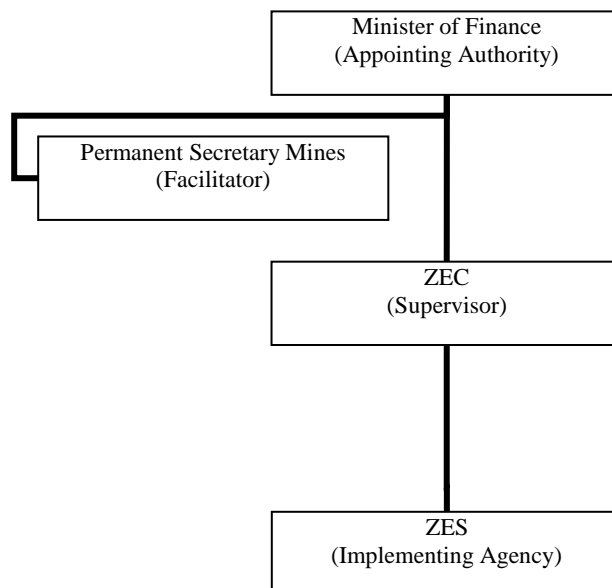 Minister of Finance
(Appointing Authority)
Permanent Secretary Mines
(Facilitator)
ZEC
(Supervisor)
ZES
(Implementing Agency)